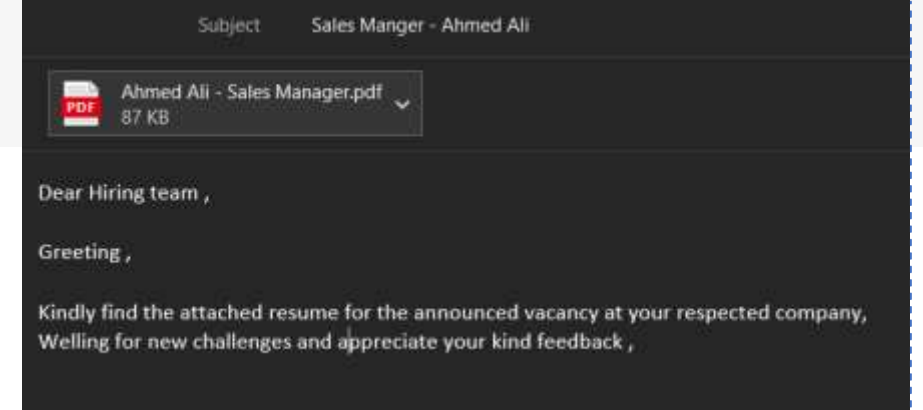 Subject Sales Manger - Ahmed Ali
Ahmed Ali - Sales Manager.pdf
PDF
87 KB
Dear Hiring team ,
Greeting ,
Kindly find the attached resume for the announced vacancy at your respected company,
Welling for new challenges and appreciate your kind feedback ,